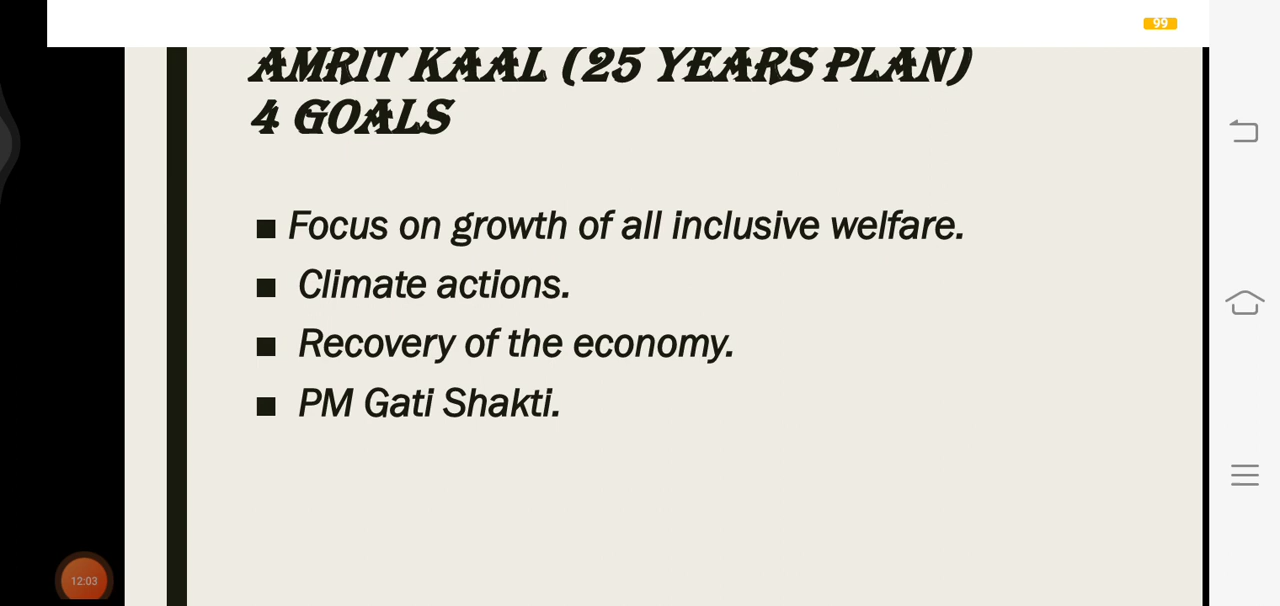 99
AMRIT KAAL (25 YEARS PLAN)
4 GOALS
Focus on growth of all inclusive welfare.
Climate actions.
Recovery of the economy.
PM Gati Shakti.
12:03